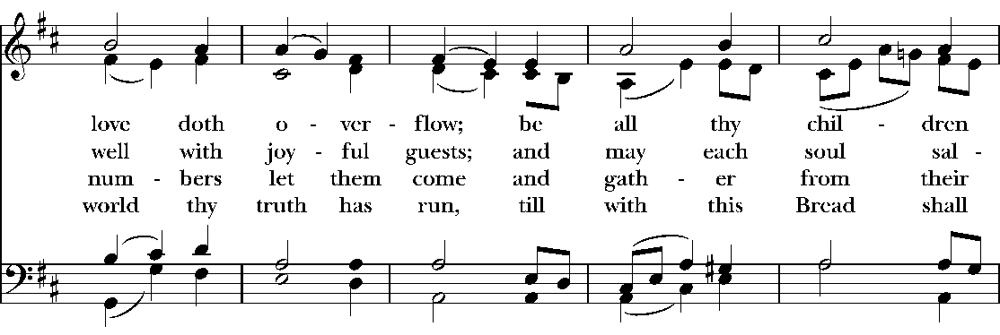 love doth o - ver - flow; be all thy chil - dren
well with joy - ful guests; and may each soul sal -
num - bers let them come and gath - er from their
world thy truth has run, till with this Bread shall